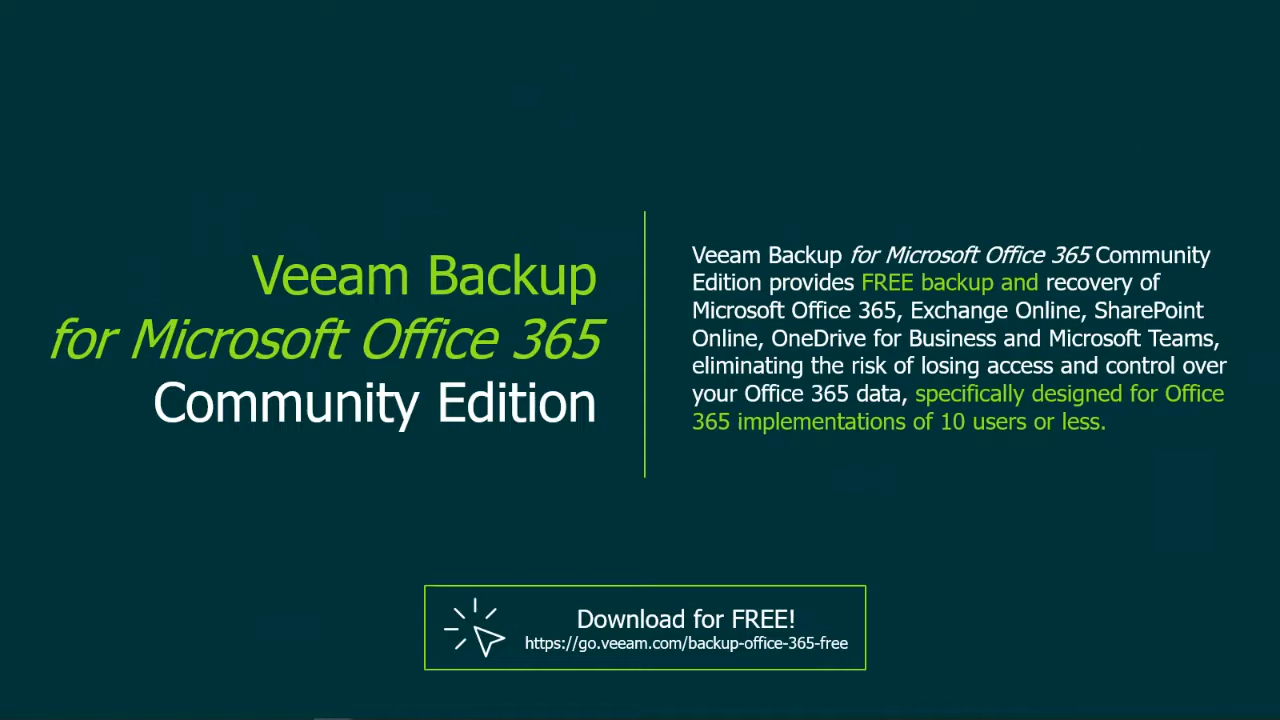 Veeam Backup
for Microsoft Office 365
Community Edition
Veeam Backup for Microsoft Office 365 Community
Edition provides FREE backup and recovery of
Microsoft Office 365, Exchange Online, SharePoint
Online, OneDrive for Business and Microsoft Teams,
eliminating the risk of losing access and control over
your Office 365 data, specifically designed for Office
365 implementations of 10 users or less.
Download for FREE!
https://go.veeam.com/backup-office-365-free